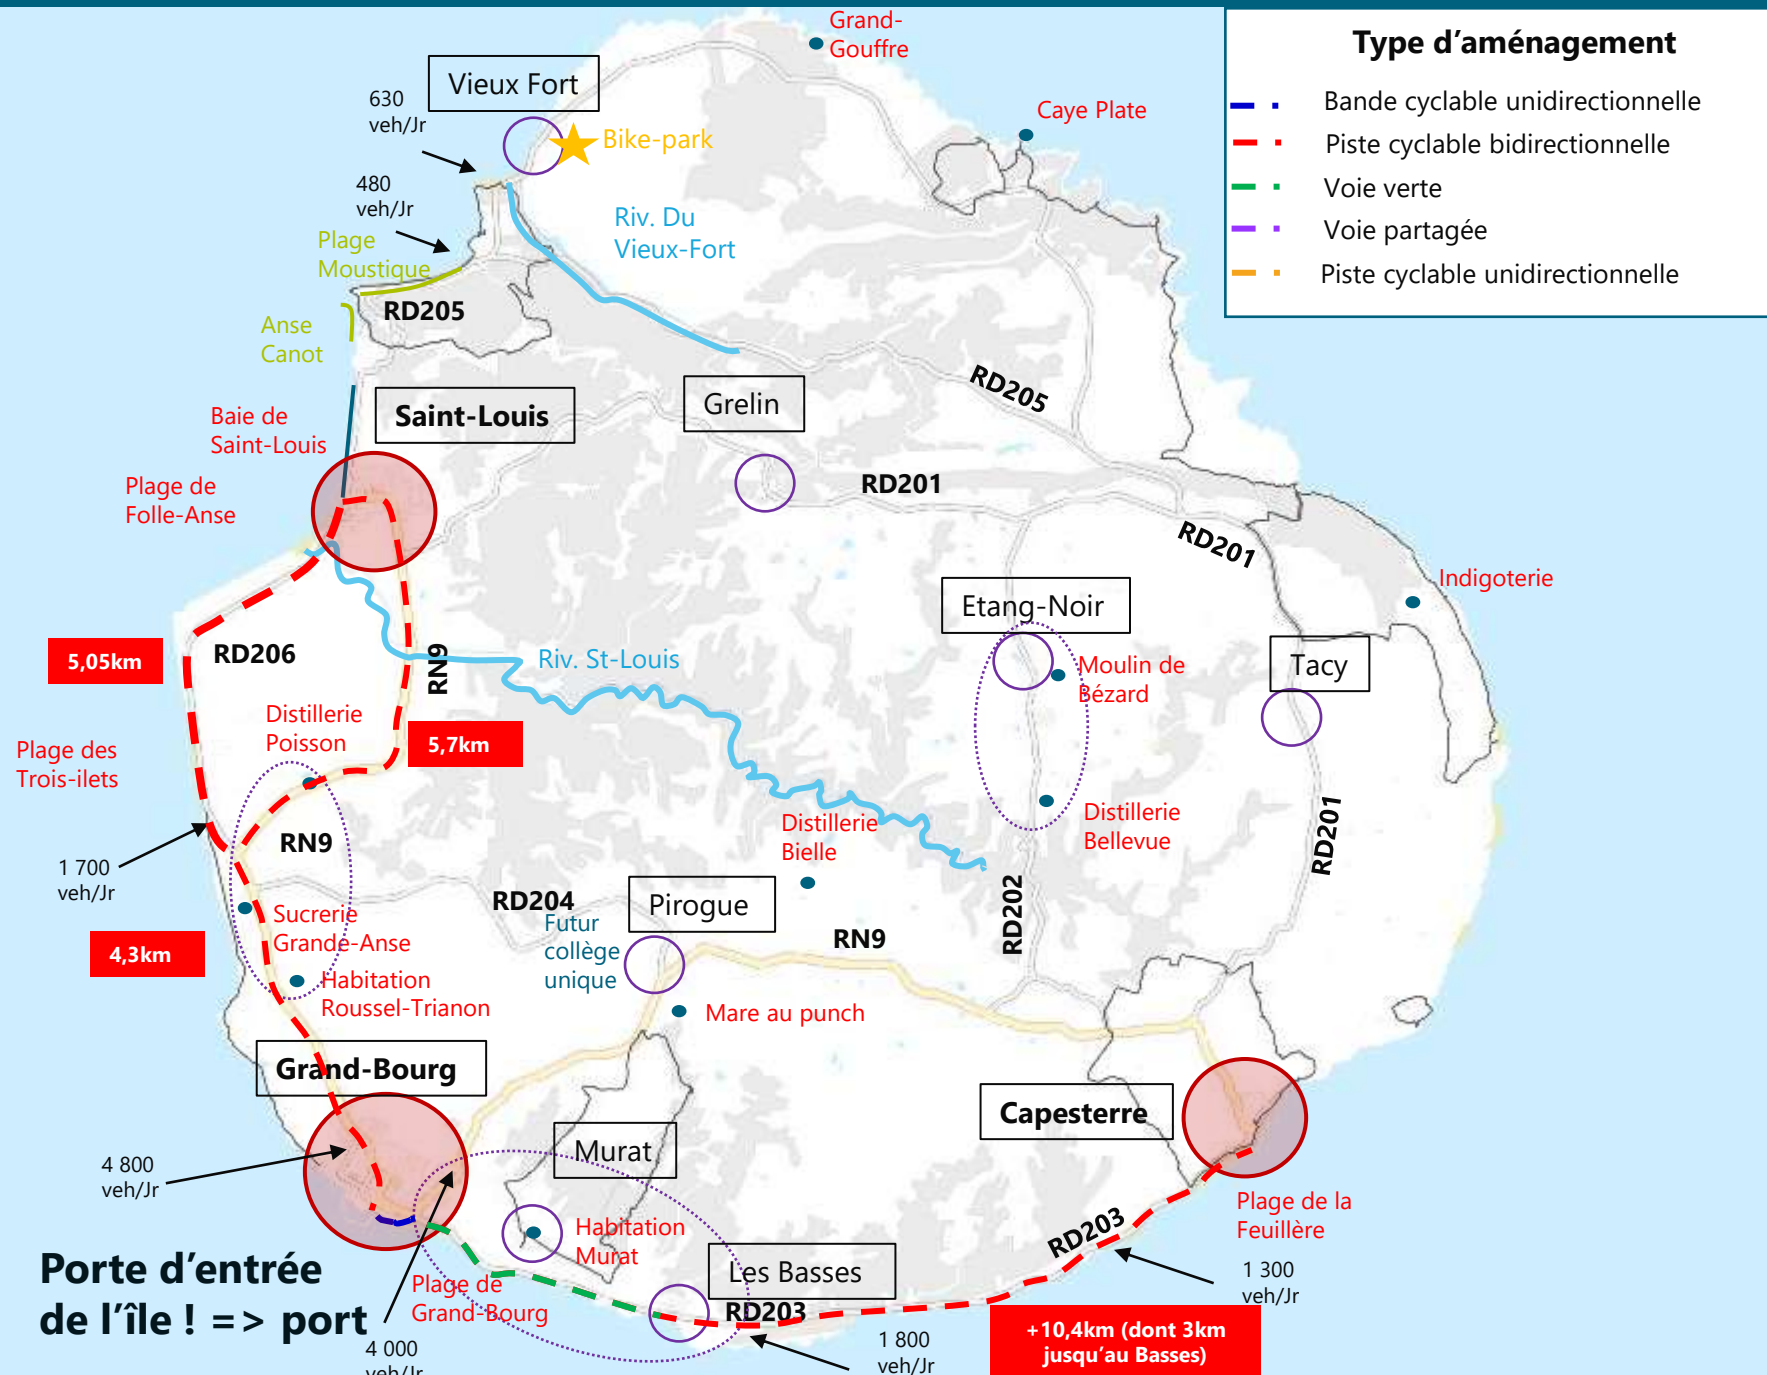 Grand-
Gouffre
Type d’aménagement
Bande cyclable unidirectionnelle
Piste cyclable bidirectionnelle
Voie verte
Voie partagée
Piste cyclable unidirectionnelle
Vieux Fort
630
veh/Jr
Bike-park
Caye Plate
480
veh/Jr
Riv. Du
Vieux-Fort
Plage
Moustique
RD205
Anse
Canot
Baie de
Saint-Louis
Saint-Louis
Grelin
RD205
Plage de
Folle-Anse
RD201
RD201
Indigoterie
Etang-Noir
5,05km
RD206
RN9
Riv. St-Louis
Moulin de
Bézard
Tacy
Distillerie
Poisson
5,7km
Plage des
Trois-ilets
RN9
Distillerie
Bielle
Distillerie
Bellevue
RD201
1 700
veh/Jr
RD204
Pirogue
RD202
Sucrerie
Grande-Anse
Futur
collège
unique
RN9
4,3km
Habitation
Roussel-Trianon
Mare au punch
Grand-Bourg
Capesterre
Murat
4 800
veh/Jr
Habitation
Murat
Plage de la
Feuillère
RD203
Porte d’entrée
de l’île ! => port
Plage de
Grand-Bourg
Les Basses
RD203
1 300
veh/Jr
4 000
veh/Jr
1 800
veh/Jr
+10,4km (dont 3km
jusqu’au Basses)